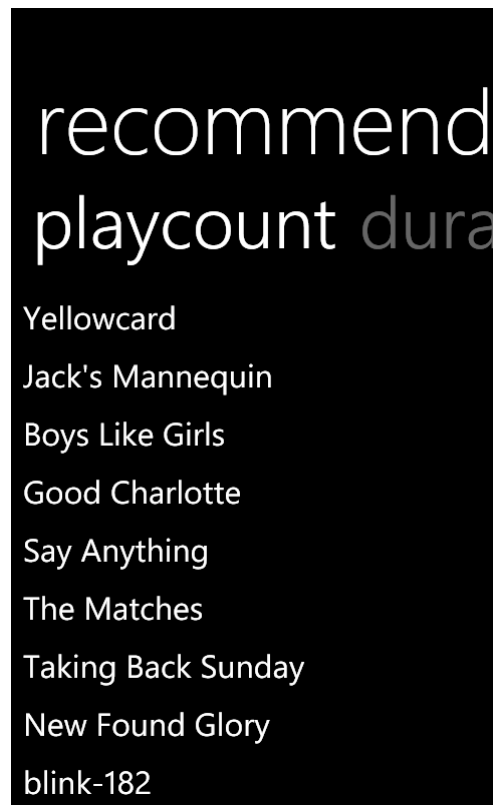 recommend
playcount dura
Yellowcard
Jack's Mannequin
Boys Like Girls
Good Charlotte
Say Anything
The Matches
Taking Back Sunday
New Found Glory
blink-182